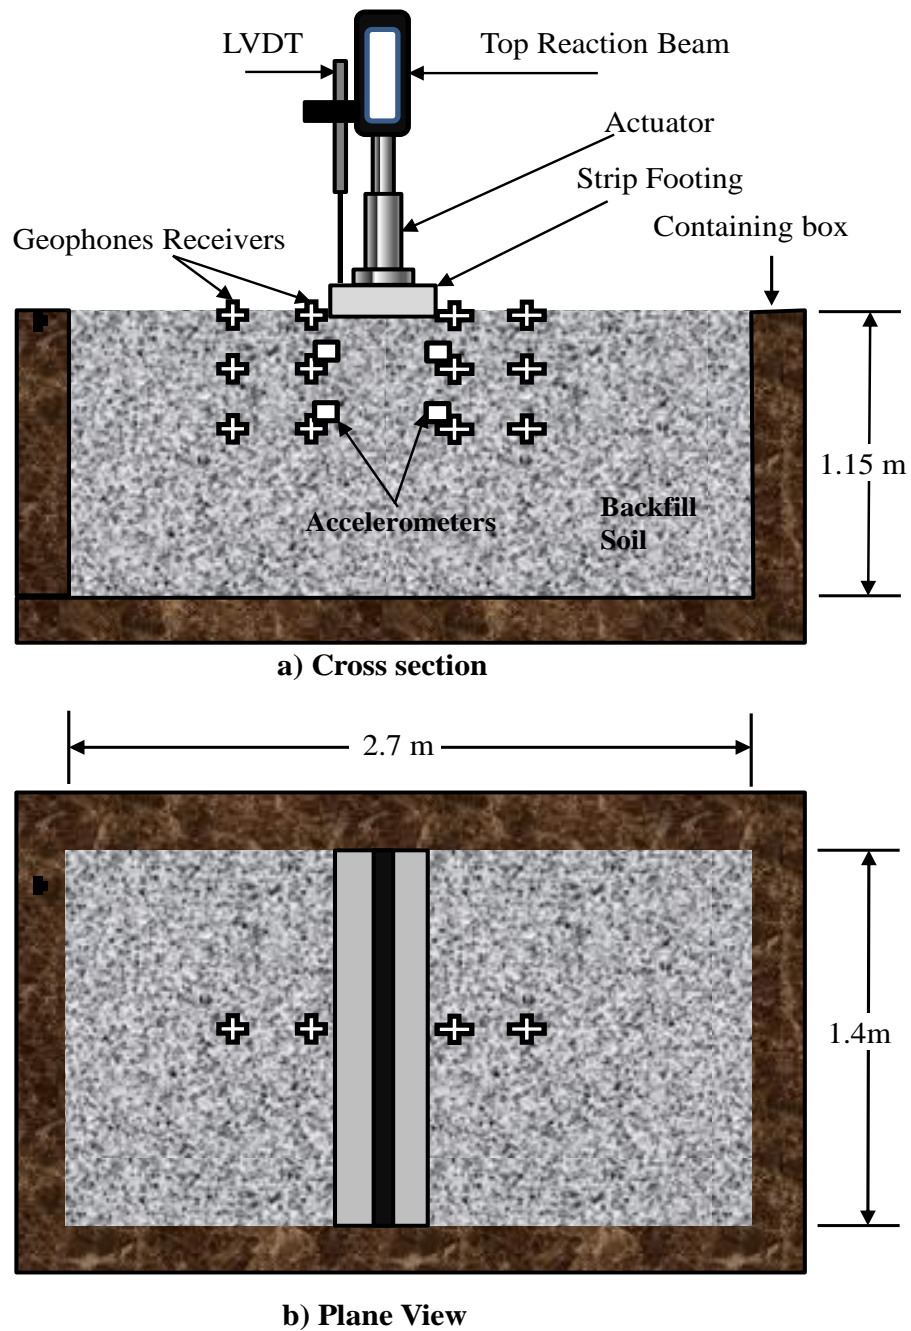 LVDT
Top Reaction Beam
Actuator
Strip Footing
Geophones Receivers
Containing box
1.15 m
Accelerometers
Backfill
Soil
a) Cross section
2.7 m
1.4m
b) Plane View